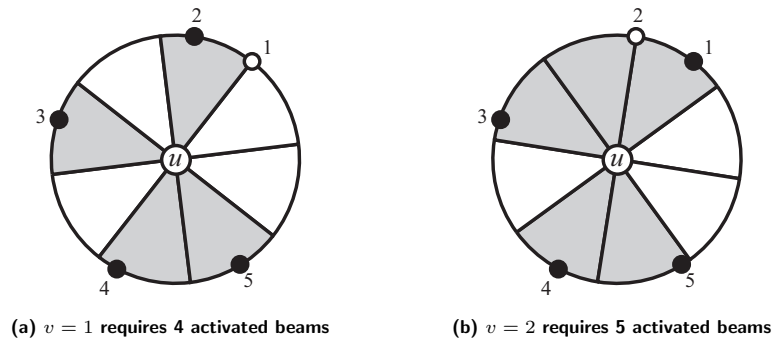 2
1
3
u
4
5
2
1
3
u
4
5
(a) v = 1 requires 4 activated beams
(b) v = 2 requires 5 activated beams